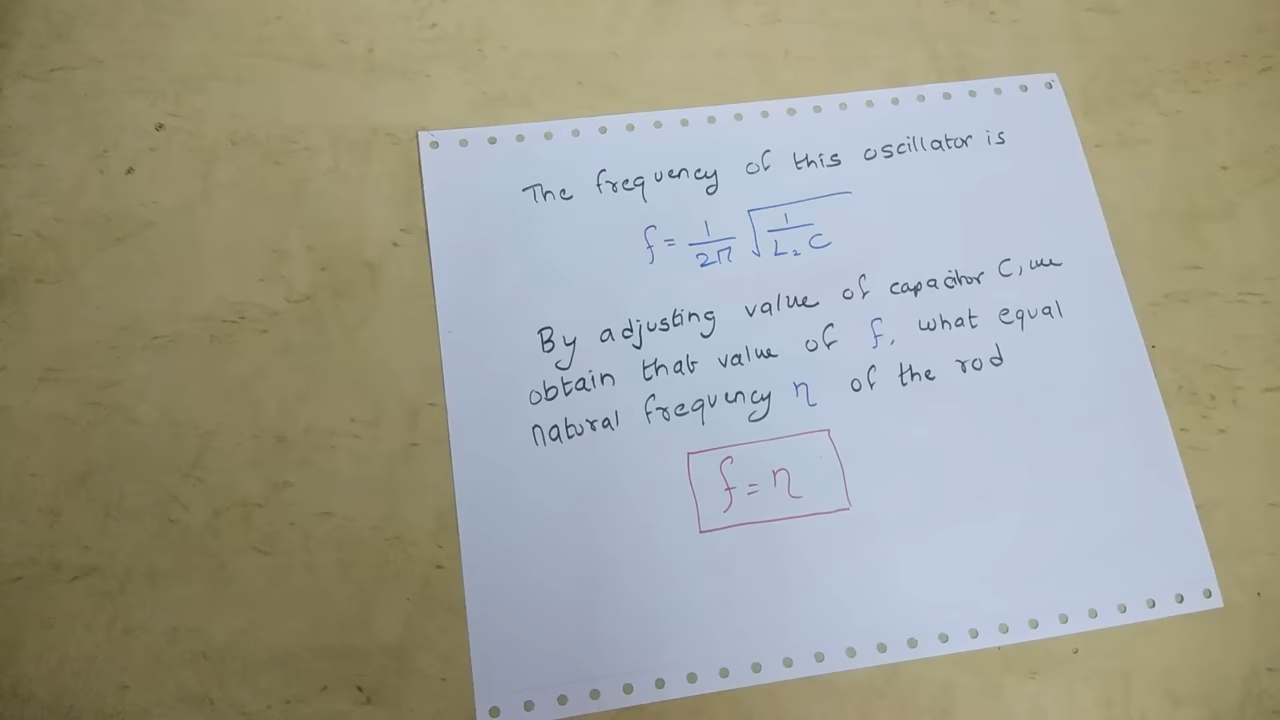 The frequency of this oscillator is
f = 1/2π √1/L₂C
By adjusting value of capacitor C, we
obtain that value of f, what equal
natural frequency η of the rod
f = η